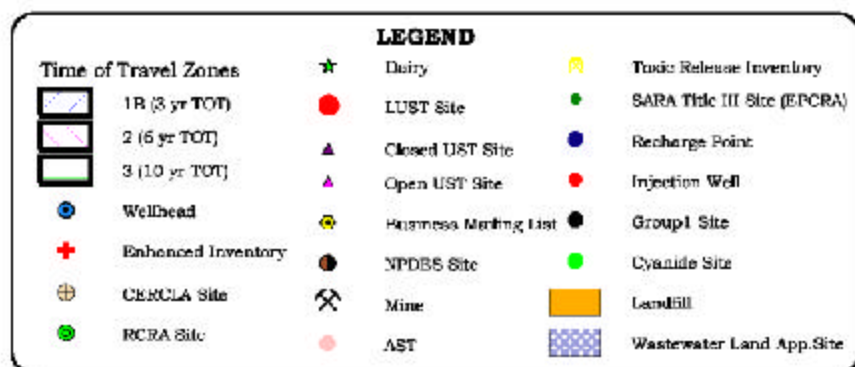 LEGEND
Time of Travel Zones
1B (3 yr TOT)
2 (6 yr TOT)
3 (10 yr TOT)
Wellhead
Enhanced Inventory
CERCLA Site
RCRA Site
Dairy
LUST Site
Closed UST Site
Open UST Site
Business Mailing List
NPDES Site
Mine
AST
Toxic Release Inventory
SARA Title III Site (EPCRA)
Recharge Point
Injection Well
Group1 Site
Cyanide Site
Landfill
Wastewater Land App.Site